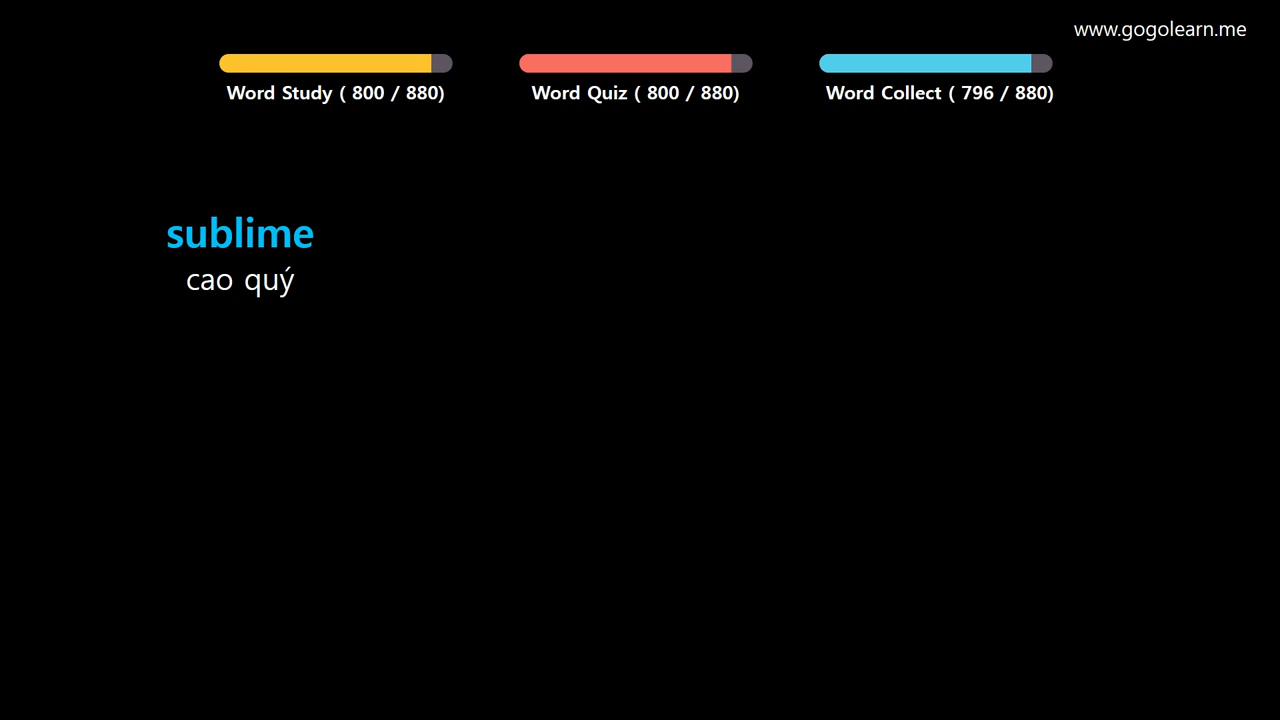 www.gogolearn.me
Word Study ( 800 / 880)
Word Quiz ( 800 / 880)
Word Collect ( 796 / 880)
sublime
cao quý